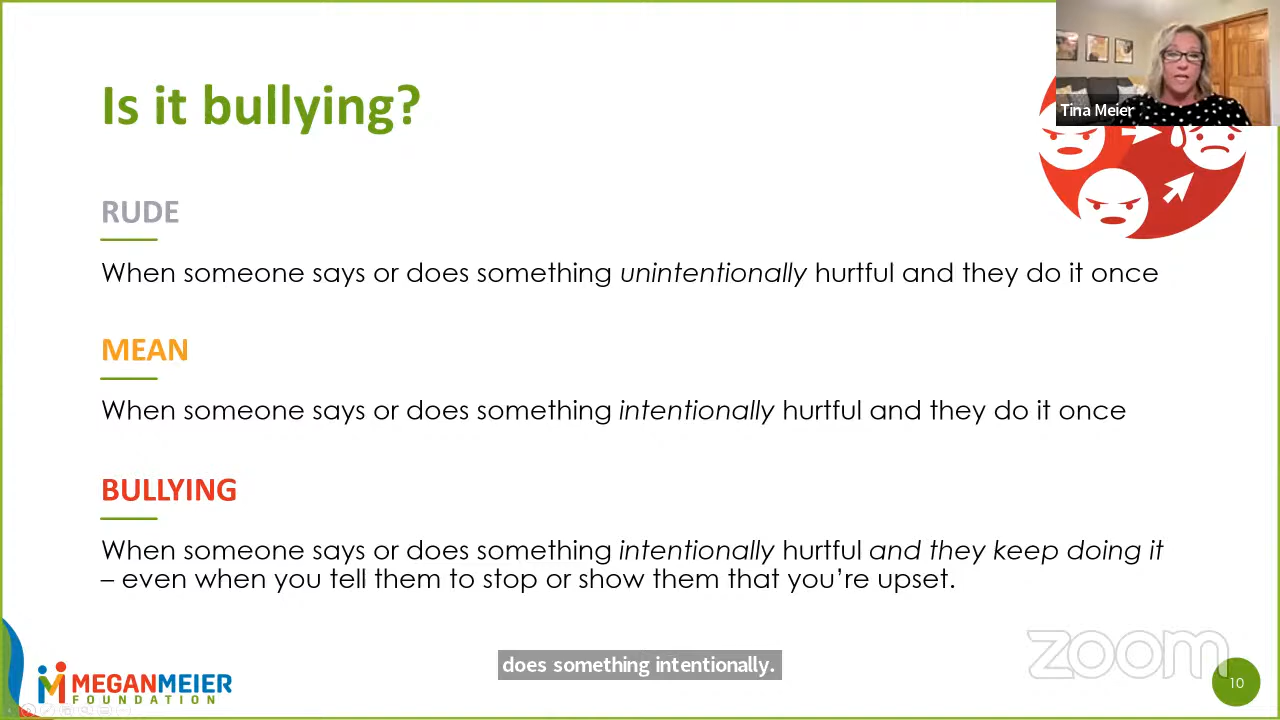 Is it bullying?
Tina Meier
RUDE
When someone says or does something unintentionally hurtful and they do it once
MEAN
When someone says or does something intentionally hurtful and they do it once
BULLYING
When someone says or does something intentionally hurtful and they keep doing it
– even when you tell them to stop or show them that you're upset.
does something intentionally.
zoom
MEGANMEIER
FOUNDATION
10